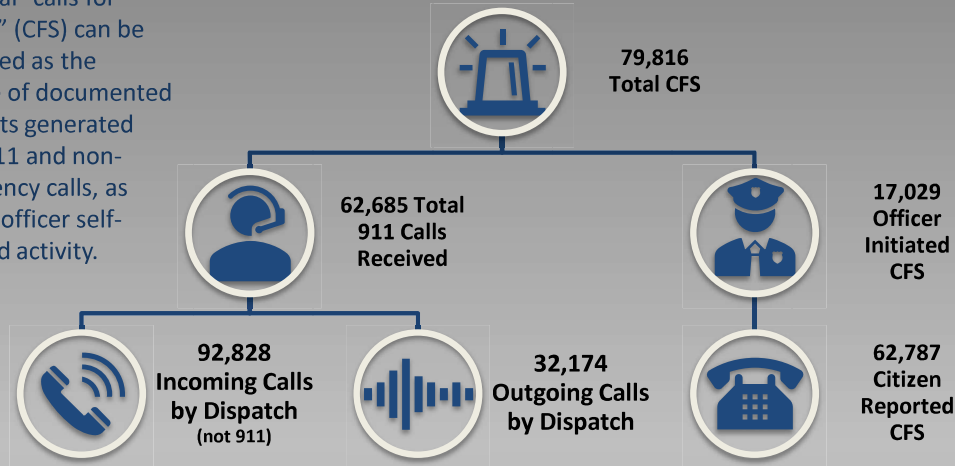 calls for
” (CFS) can be
ed as the
of documented
ts generated
11 and non-
ency calls, as
officer self-
d activity.
79,816
Total CFS
62,685 Total
911 Calls
Received
17,029
Officer
Initiated
CFS
92,828
Incoming Calls
by Dispatch
(not 911)
32,174
Outgoing Calls
by Dispatch
62,787
Citizen
Reported
CFS